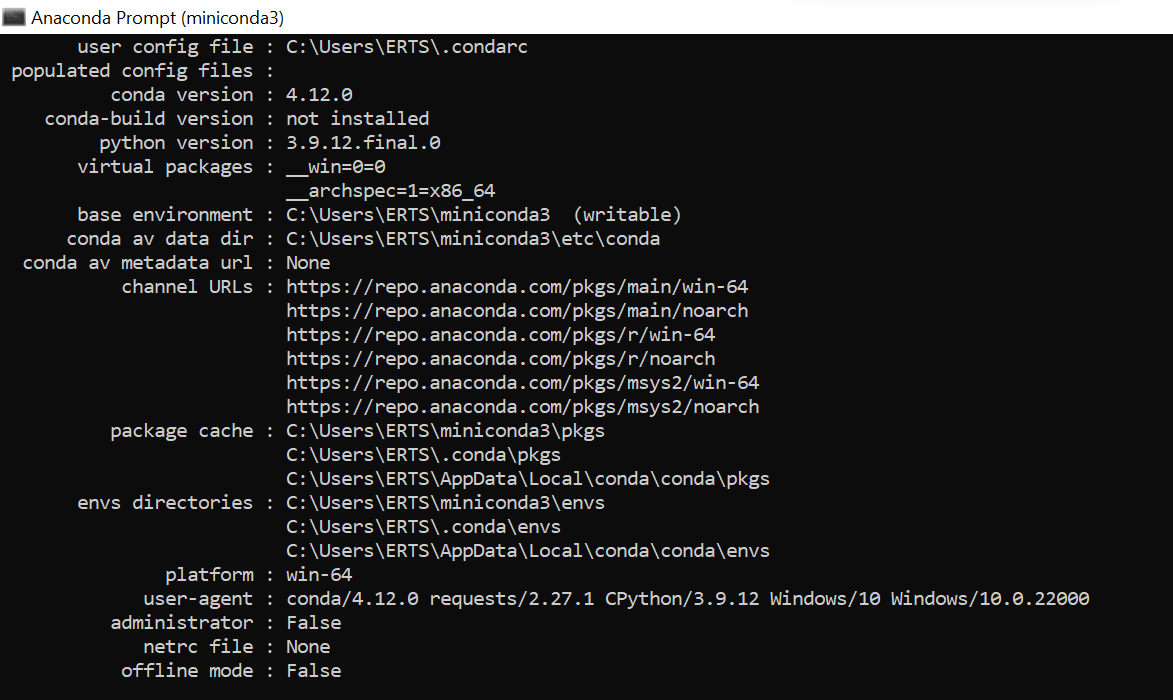 Anaconda Prompt (miniconda3)
user config file : C:\Users\ERTS\.condarc
populated config files :
conda version : 4.12.0
conda-build version : not installed
python version : 3.9.12.final.0
virtual packages : __win=0=0
__archspec=1=x86_64
base environment : C:\Users\ERTS\miniconda3  (writable)
conda av data dir : C:\Users\ERTS\miniconda3\etc\conda
conda av metadata url : None
channel URLs : https://repo.anaconda.com/pkgs/main/win-64
https://repo.anaconda.com/pkgs/main/noarch
https://repo.anaconda.com/pkgs/r/win-64
https://repo.anaconda.com/pkgs/r/noarch
https://repo.anaconda.com/pkgs/msys2/win-64
https://repo.anaconda.com/pkgs/msys2/noarch
package cache : C:\Users\ERTS\miniconda3\pkgs
C:\Users\ERTS\.conda\pkgs
C:\Users\ERTS\AppData\Local\conda\conda\pkgs
envs directories : C:\Users\ERTS\miniconda3\envs
C:\Users\ERTS\.conda\envs
C:\Users\ERTS\AppData\Local\conda\conda\envs
platform : win-64
user-agent : conda/4.12.0 requests/2.27.1 CPython/3.9.12 Windows/10 Windows/10.0.22000
administrator : False
netrc file : None
offline mode : False